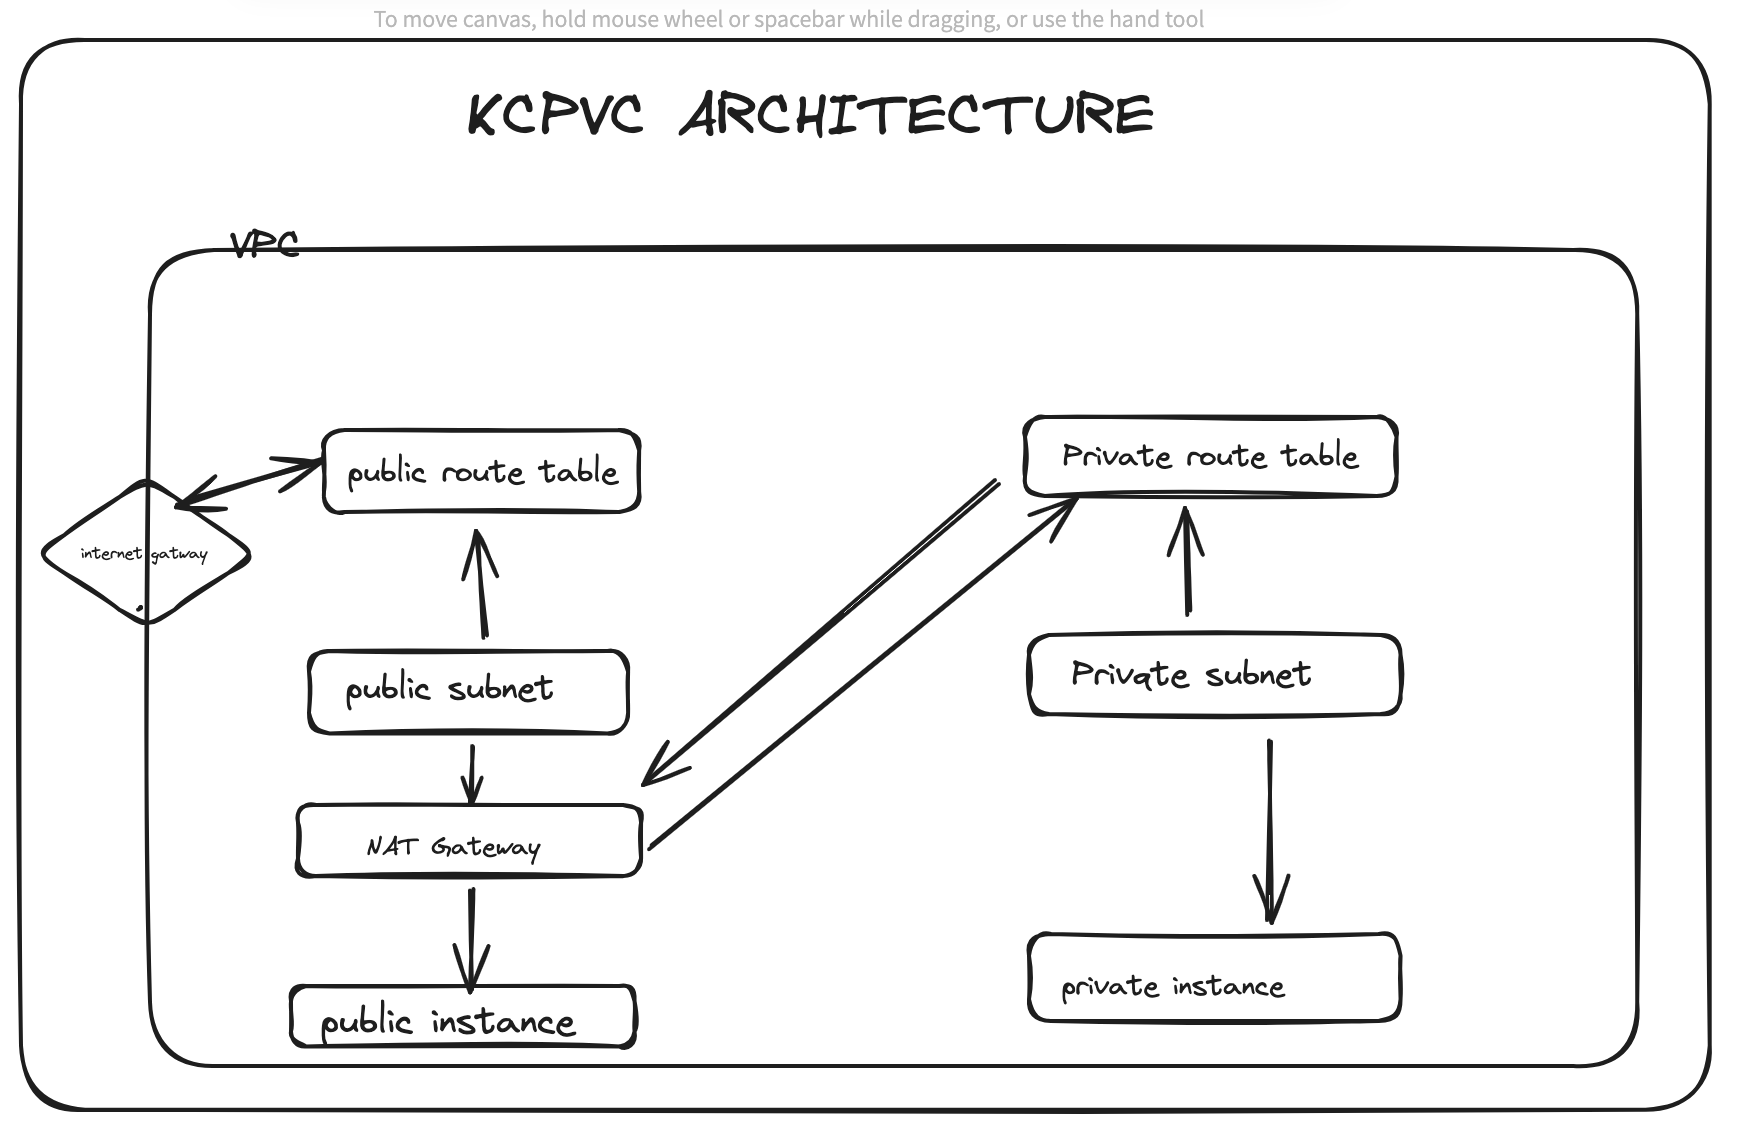 To move canvas, hold mouse wheel or spacebar while dragging, or use the hand tool
KCPVC ARCHITECTURE
VPC
public route table
Private route table
internet gatway
public subnet
Private subnet
NAT Gateway
private instance
public instance